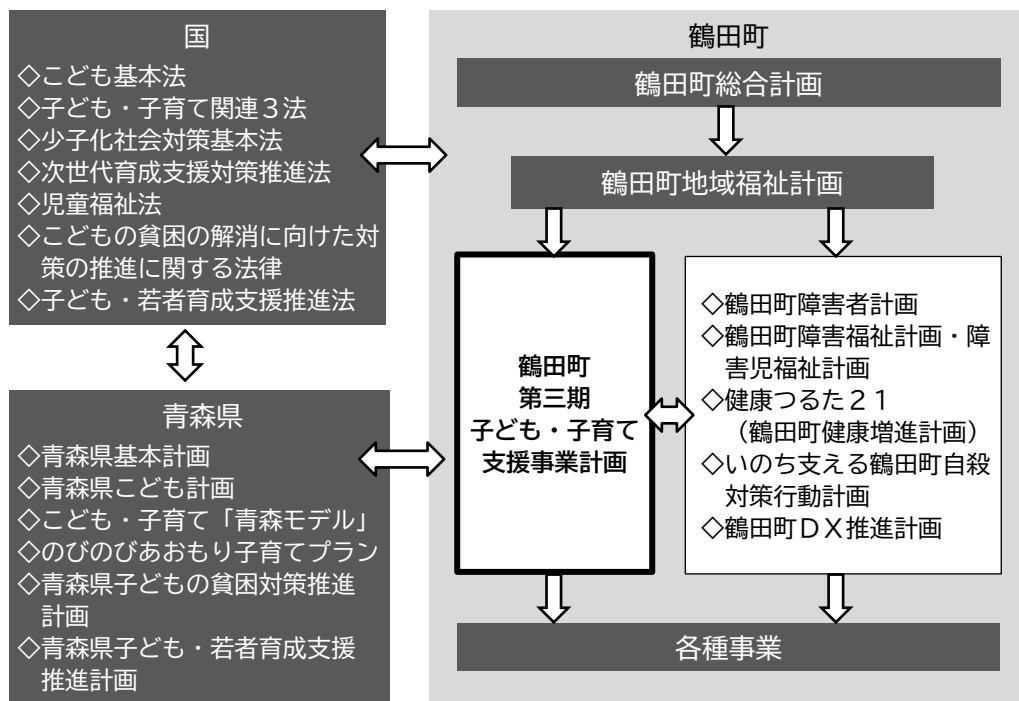 国
◇こども基本法
◇子ども・子育て関連３法
◇少子化社会対策基本法
◇次世代育成支援対策推進法
◇児童福祉法
◇こどもの貧困の解消に向けた対
策の推進に関する法律
◇子ども・若者育成支援推進法
青森県
◇青森県基本計画
◇青森県こども計画
◇こども・子育て「青森モデル」
◇のびのびあおもり子育てプラン
◇青森県子どもの貧困対策推進
計画
◇青森県子ども・若者育成支援
推進計画
鶴田町
鶴田町総合計画
鶴田町地域福祉計画
鶴田町
第三期
子ども・子育て
支援事業計画
◇鶴田町障害者計画
◇鶴田町障害福祉計画・障
害児福祉計画
◇健康つるた２１
（鶴田町健康増進計画）
◇いのち支える鶴田町自殺
対策行動計画
◇鶴田町ＤＸ推進計画
各種事業